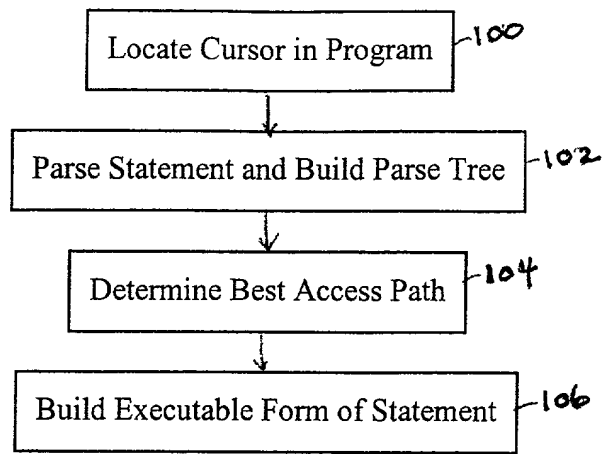 Locate Cursor in Program
100
Parse Statement and Build Parse Tree
102
Determine Best Access Path
104
Build Executable Form of Statement
106